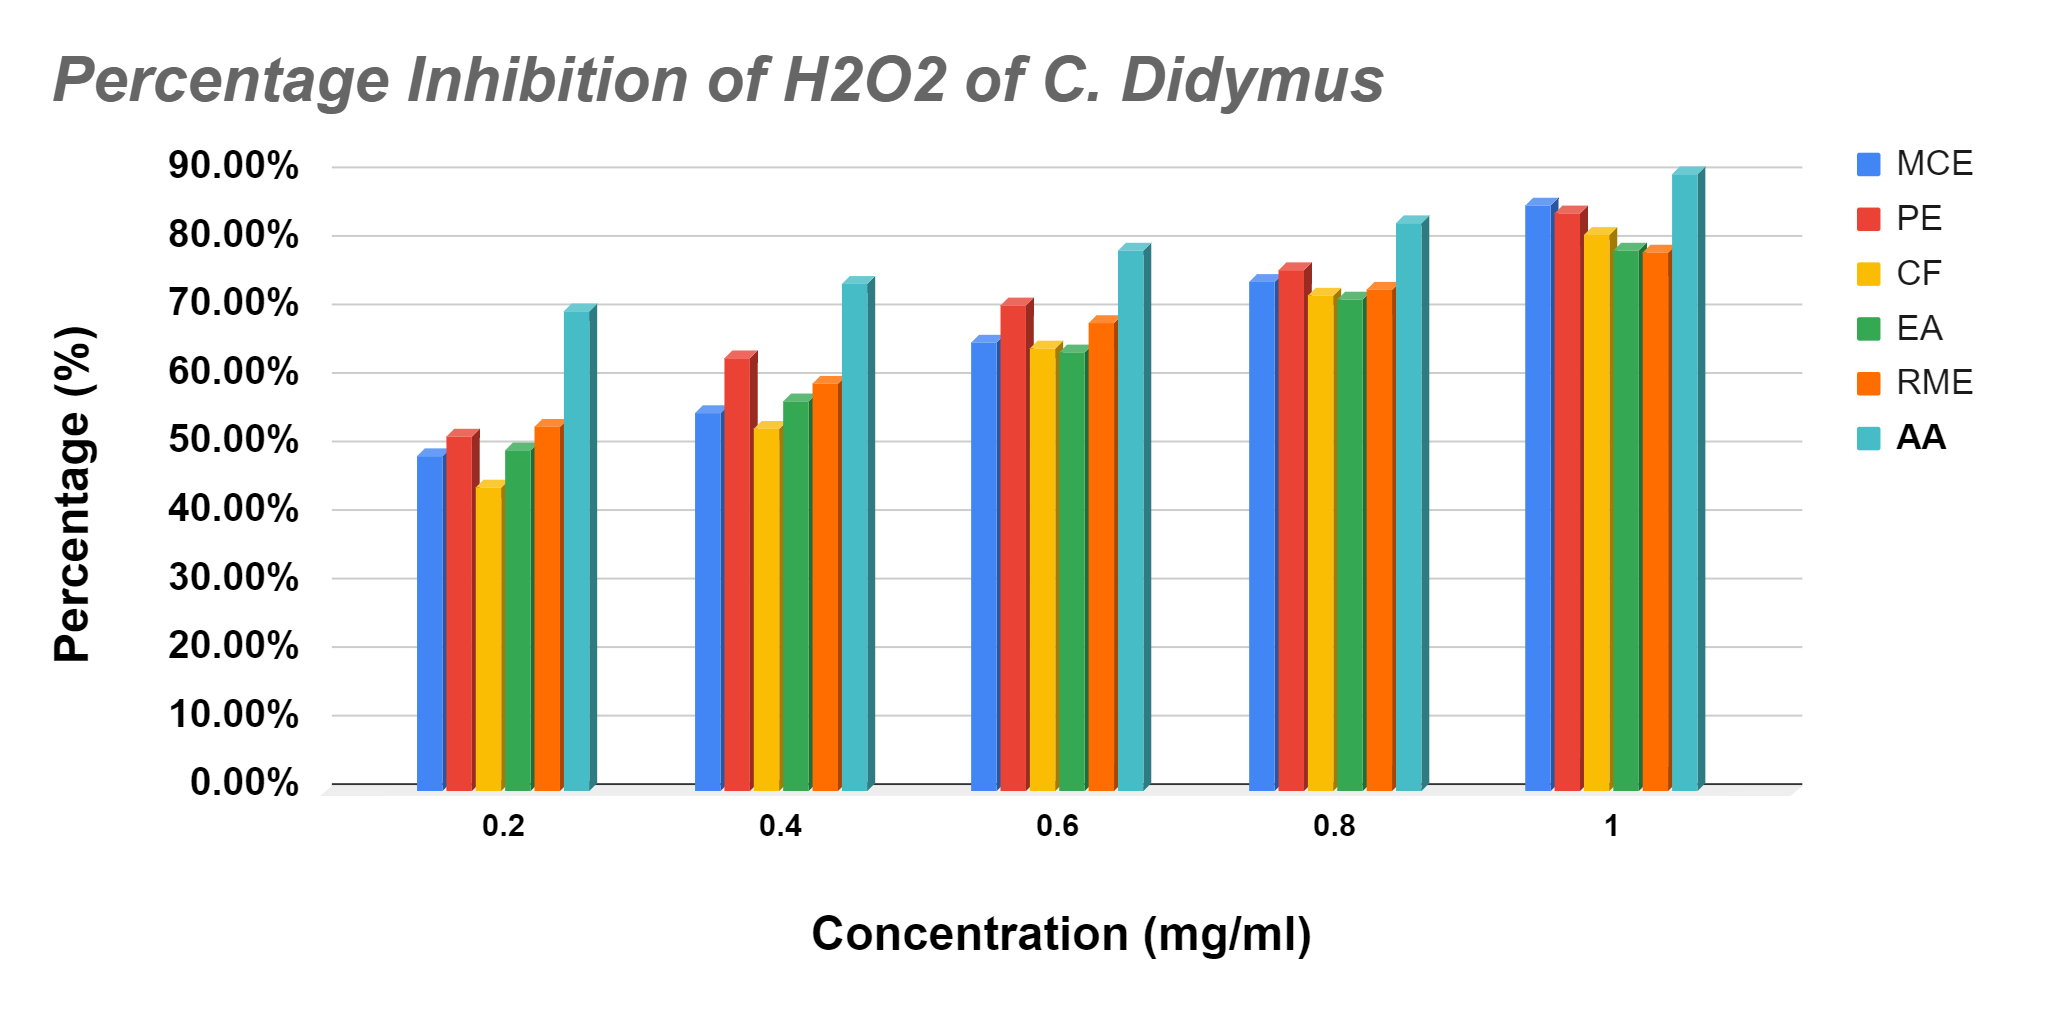 Percentage Inhibition of H2O2 of C. Didymus
90.00%
80.00%
70.00%
60.00%
50.00%
40.00%
30.00%
20.00%
10.00%
0.00%
Percentage (%)
0.2 0.4 0.6 0.8 1
Concentration (mg/ml)
MCE
PE
CF
EA
RME
AA